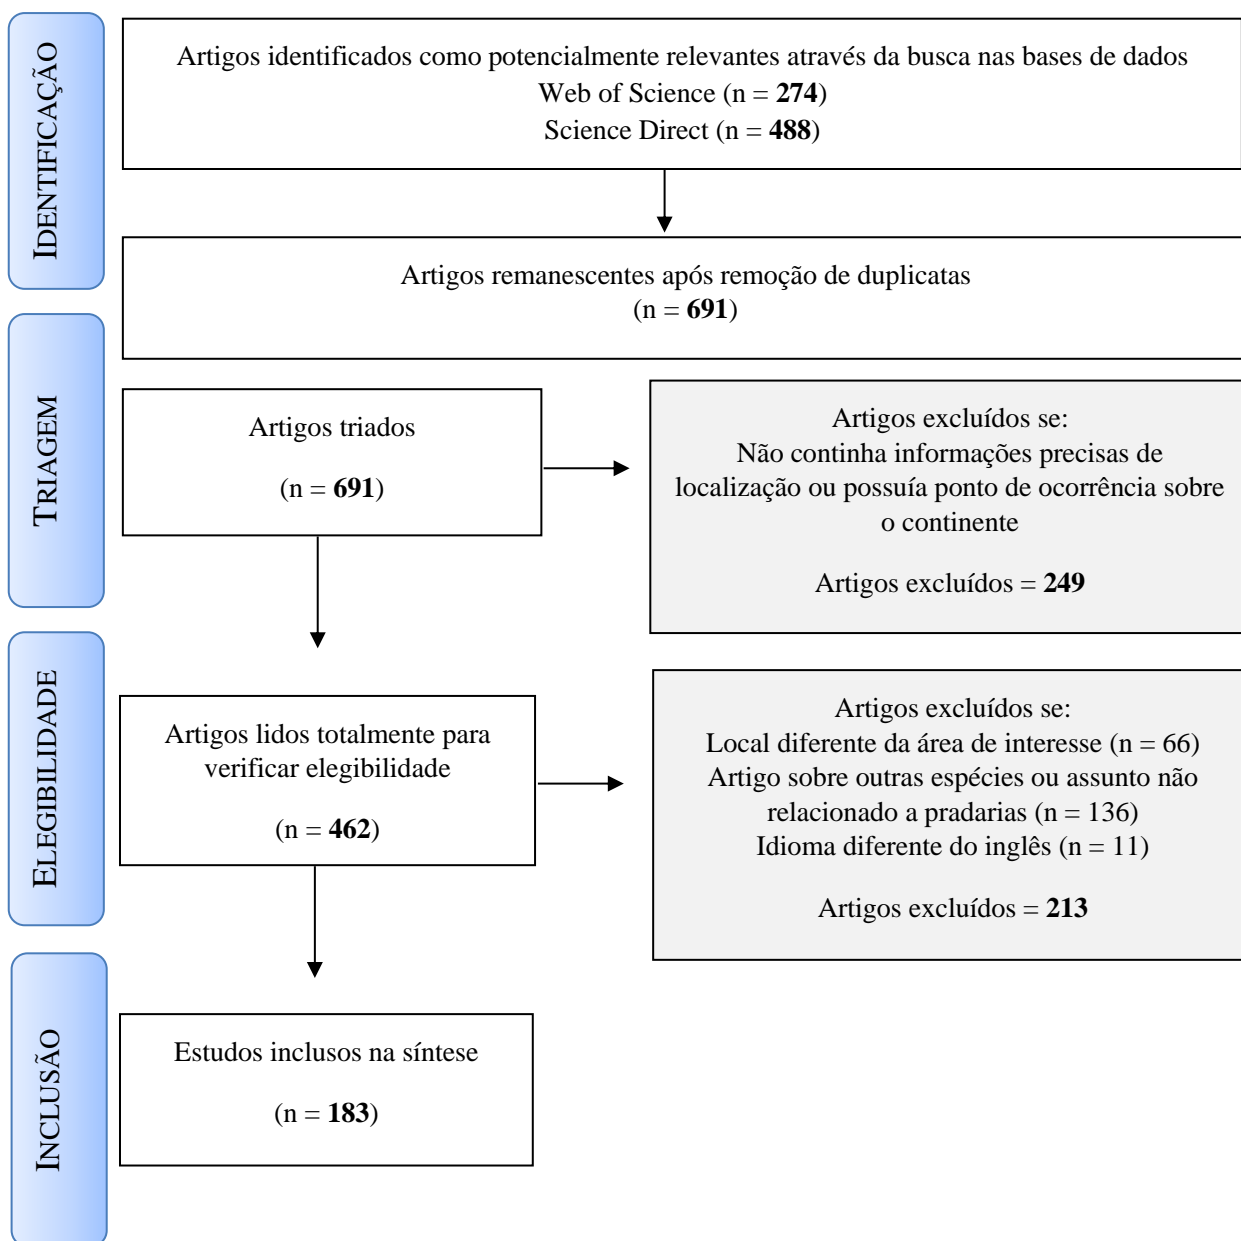 IDENTIFICAÇÃO
Artigos identificados como potencialmente relevantes através da busca nas bases de dados
Web of Science (n = 274)
Science Direct (n = 488)
Artigos remanescentes após remoção de duplicatas
(n = 691)
TRIAGEM
Artigos triados
(n = 691)
Artigos excluídos se:
Não continha informações precisas de
localização ou possuía ponto de ocorrência sobre
o continente
Artigos excluídos = 249
ELEGIBILIDADE
Artigos lidos totalmente para
verificar elegibilidade
(n = 462)
Artigos excluídos se:
Local diferente da área de interesse (n = 66)
Artigo sobre outras espécies ou assunto não
relacionado a pradarias (n = 136)
Idioma diferente do inglês (n = 11)
Artigos excluídos = 213
INCLUSÃO
Estudos inclusos na síntese
(n = 183)